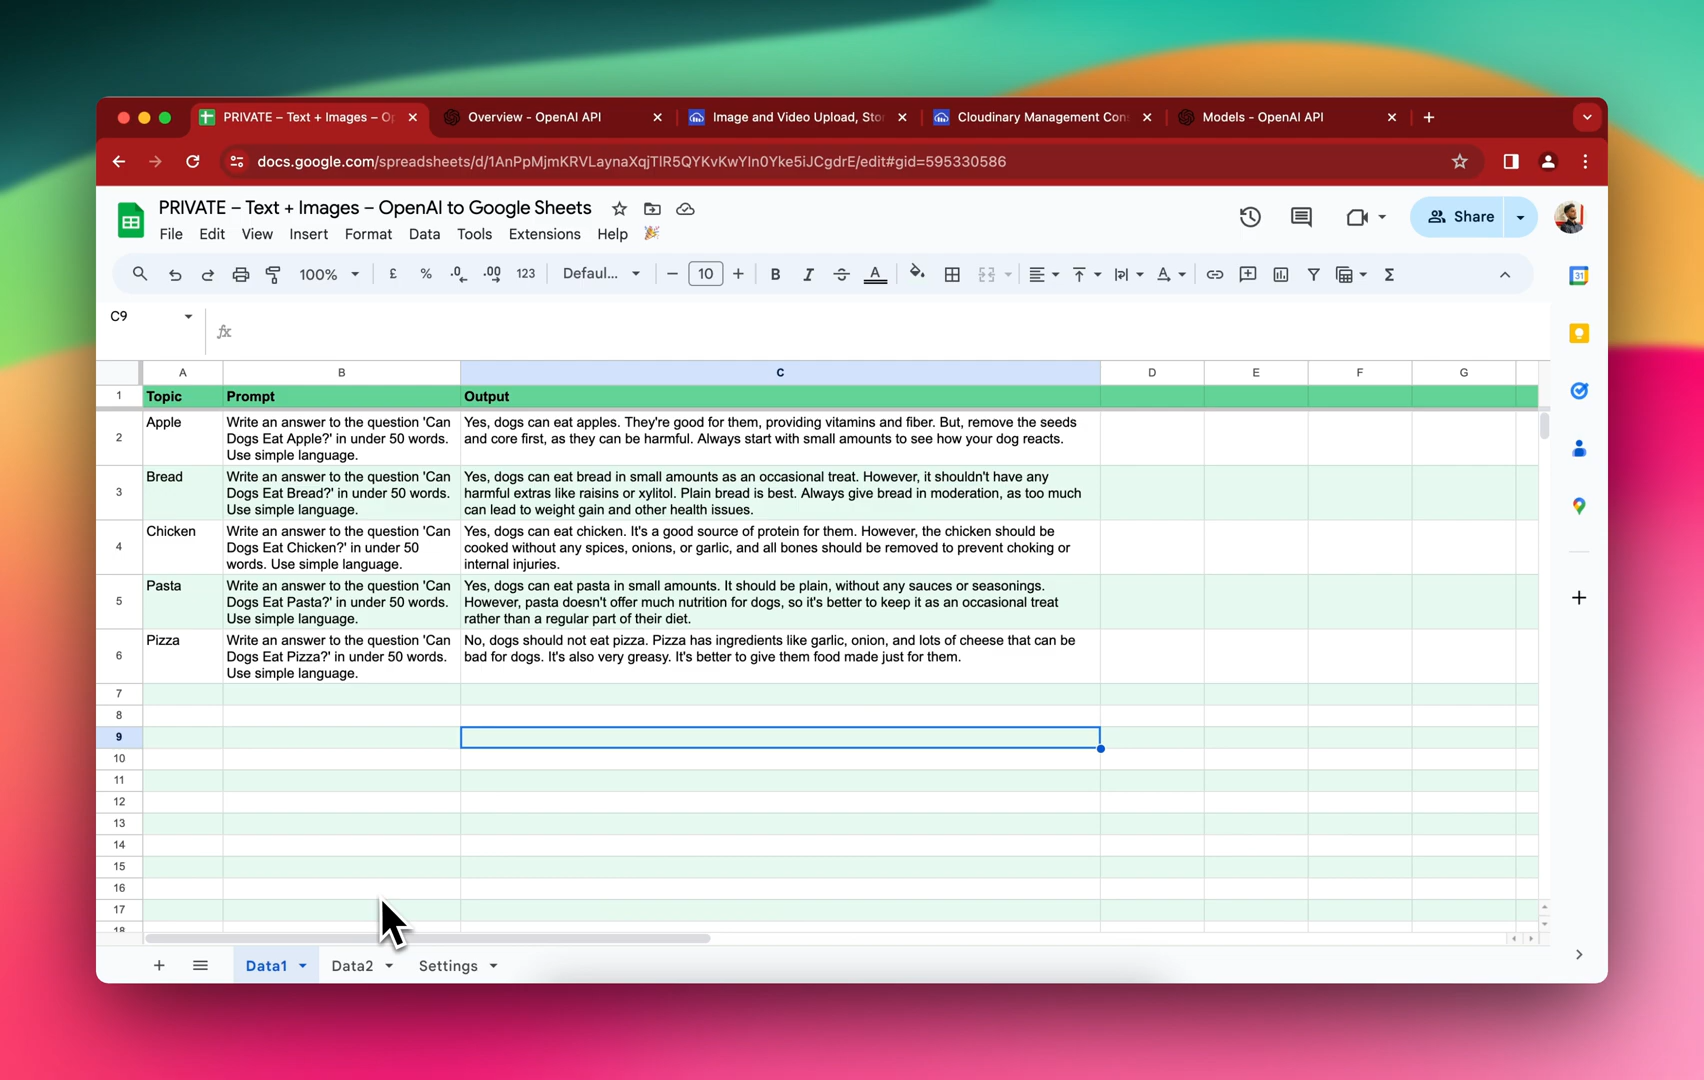 PRIVATE – Text + Images – Op
Overview - OpenAI API
Image and Video Upload, Stor
Cloudinary Management Cons
Models - OpenAI API
docs.google.com/spreadsheets/d/1AnPpMjmKRVLaynaXqjTlR5QYKvKwYln0Yke5iJCgdrE/edit#gid=595330586
PRIVATE – Text + Images – OpenAI to Google Sheets
File Edit View Insert Format Data Tools Extensions Help
Share
100% £ % .0 .00 123 Defaul... 10 B I S A Σ
31
C9
fx
A B C D E F G
1 Topic Prompt Output
2 Apple
Write an answer to the question 'Can
Dogs Eat Apple?' in under 50 words.
Use simple language.
Yes, dogs can eat apples. They're good for them, providing vitamins and fiber. But, remove the seeds
and core first, as they can be harmful. Always start with small amounts to see how your dog reacts.
3 Bread
Write an answer to the question 'Can
Dogs Eat Bread?' in under 50 words.
Use simple language.
Yes, dogs can eat bread in small amounts as an occasional treat. However, it shouldn't have any
harmful extras like raisins or xylitol. Plain bread is best. Always give bread in moderation, as too much
can lead to weight gain and other health issues.
4 Chicken
Write an answer to the question 'Can
Dogs Eat Chicken?' in under 50
words. Use simple language.
Yes, dogs can eat chicken. It's a good source of protein for them. However, the chicken should be
cooked without any spices, onions, or garlic, and all bones should be removed to prevent choking or
internal injuries.
5 Pasta
Write an answer to the question 'Can
Dogs Eat Pasta?' in under 50 words.
Use simple language.
Yes, dogs can eat pasta in small amounts. It should be plain, without any sauces or seasonings.
However, pasta doesn't offer much nutrition for dogs, so it's better to keep it as an occasional treat
rather than a regular part of their diet.
6 Pizza
Write an answer to the question 'Can
Dogs Eat Pizza?' in under 50 words.
Use simple language.
No, dogs should not eat pizza. Pizza has ingredients like garlic, onion, and lots of cheese that can be
bad for dogs. It's also very greasy. It's better to give them food made just for them.
7
8
9
10
11
12
13
14
15
16
17
18
Data1 Data2 Settings